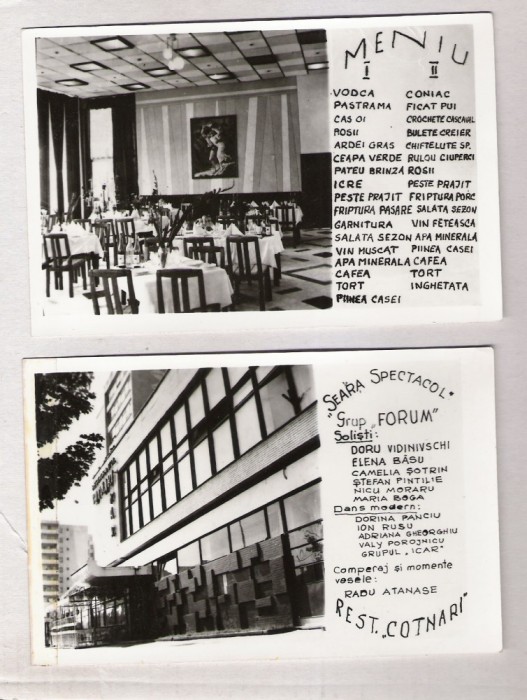 MENIU
I
VODCA
PASTRAMA
CAS OI
ROSII
ARDEI GRAS
CEAPA VERDE
PATEU BRINZĂ
ICRE
PESTE PRAJIT
FRIPTURA PASARE
GARNITURA
SALATA SEZON
VIN MUSCAT
APA MINERALA
CAFEA
TORT
PIINEA CASEI
II
CONIAC
FICAT PUI
CROCHETE CASCAVAL
BULETE CREIER
CHIFTELUTE SP.
RULOU CIUPERCI
ROSII
PESTE PRAJIT
FRIPTURA PORC
SALATA SEZON
VIN FETEASCA
APA MINERALA
PIINEA CASEI
CAFEA
TORT
INGHETATA
"SEARA SPECTACOL"
Grup „FORUM"
Soliști:
DORU VIDINIVSCHI
ELENA BĂSU
CAMELIA ȘOTRIN
ȘTEFAN PINTILIE
NICU MORARU
MARIA BOGA
Dans modern:
DORINA PANCIU
ION RUSU
ADRIANA GHEORGHIU
VALY POROJNICU
GRUPUL „ICAR"
Comperaj și momente
vesele:
RADU ATANASE
REST. „COTNARI"